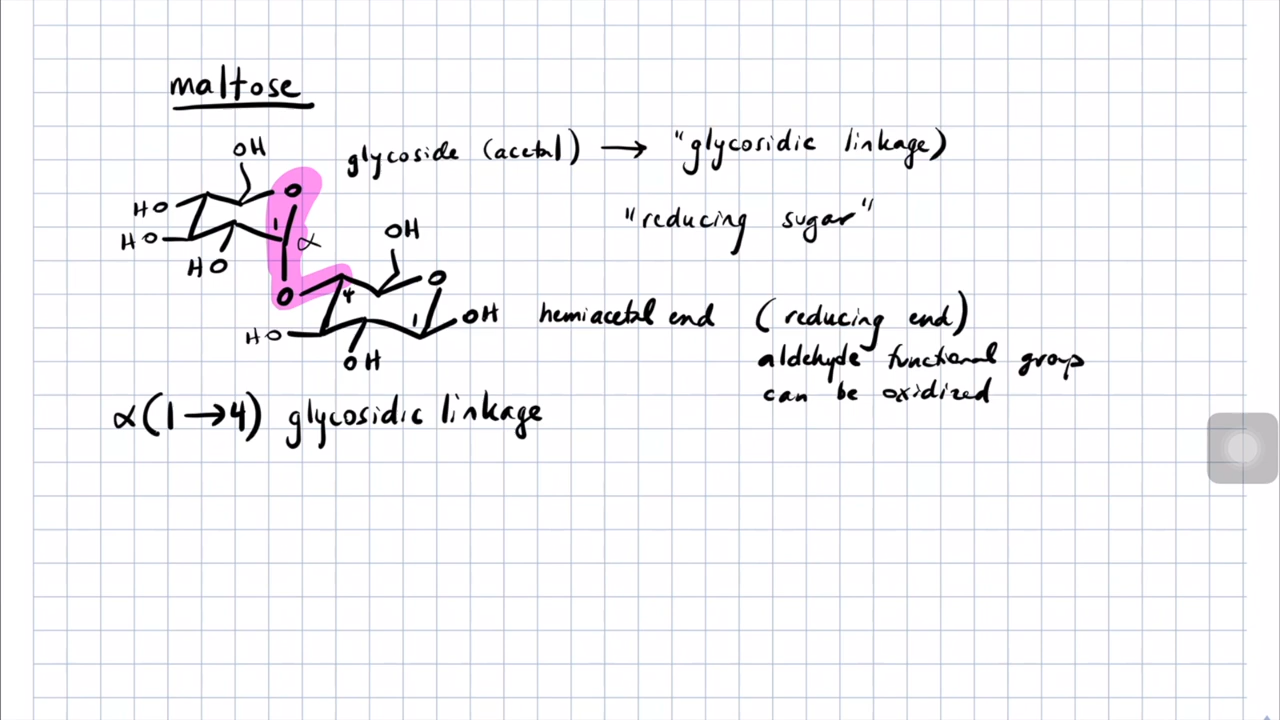 maltose
OH
glycoside (acetal) → "glycosidic linkage)
O
HO
"reducing sugar"
1
HO
α
OH
HO
O
O
4
1
OH
hemiacetal end (reducing end)
HO
aldehyde functional group
OH
can be oxidized
α(1→4) glycosidic linkage